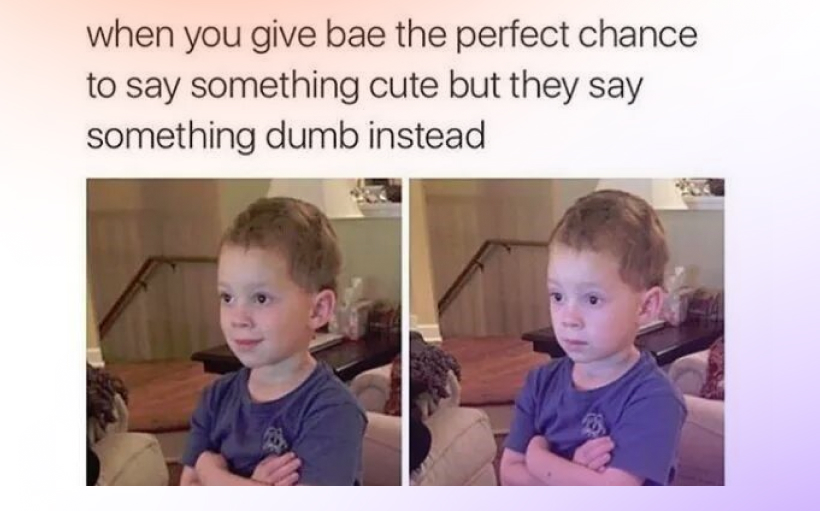 when you give bae the perfect chance
to say something cute but they say
something dumb instead